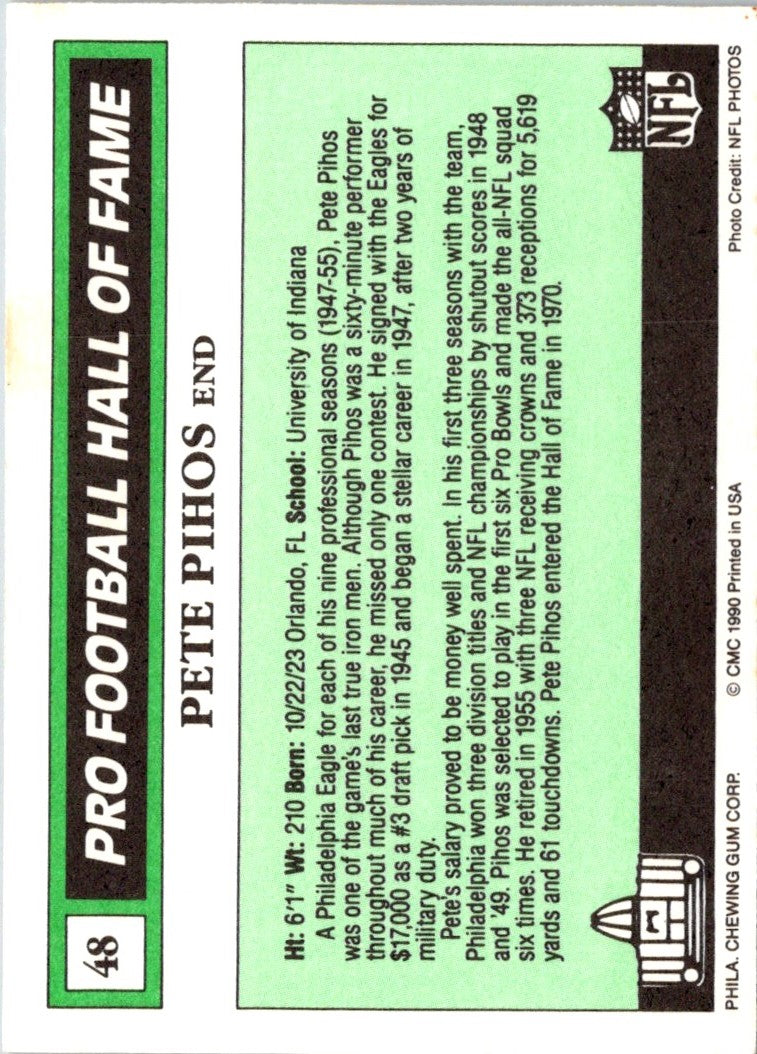 48
PRO FOOTBALL HALL OF FAME
PETE PIHOS END
Ht: 6'1" Wt: 210 Born: 10/22/23 Orlando, FL School: University of Indiana
A Philadelphia Eagle for each of his nine professional seasons (1947-55), Pete Pihos
was one of the game's last true iron men. Although Pihos was a sixty-minute performer
throughout much of his career, he missed only one contest. He signed with the Eagles for
$17,000 as a #3 draft pick in 1945 and began a stellar career in 1947, after two years of
military duty.
Pete's salary proved to be money well spent. In his first three seasons with the team,
Philadelphia won three division titles and NFL championships by shutout scores in 1948
and '49. Pihos was selected to play in the first six Pro Bowls and made the all-NFL squad
six times. He retired in 1955 with three NFL receiving crowns and 373 receptions for 5,619
yards and 61 touchdowns. Pete Pihos entered the Hall of Fame in 1970.
NFL
PHILA. CHEWING GUM CORP. © CMC 1990 Printed in USA Photo Credit: NFL PHOTOS